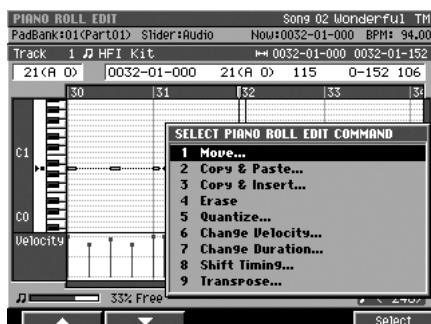 PIANO ROLL EDIT Song 02 Wonderful TM
PadBank:01(Part01) Slider:Audio Now:0032-01-000 BPM: 94.00
Track 1 HFI Kit 0032-01-000 0032-01-152
21(A 0) 0032-01-000 21(A 0) 115 0-152 106
30 31 32 33 34
SELECT PIANO ROLL EDIT COMMAND
1 Move...
2 Copy & Paste...
3 Copy & Insert...
4 Erase
5 Quantize...
6 Change Velocity...
7 Change Duration...
8 Shift Timing...
9 Transpose...
C1
C0
Velocity
33% Free
Select